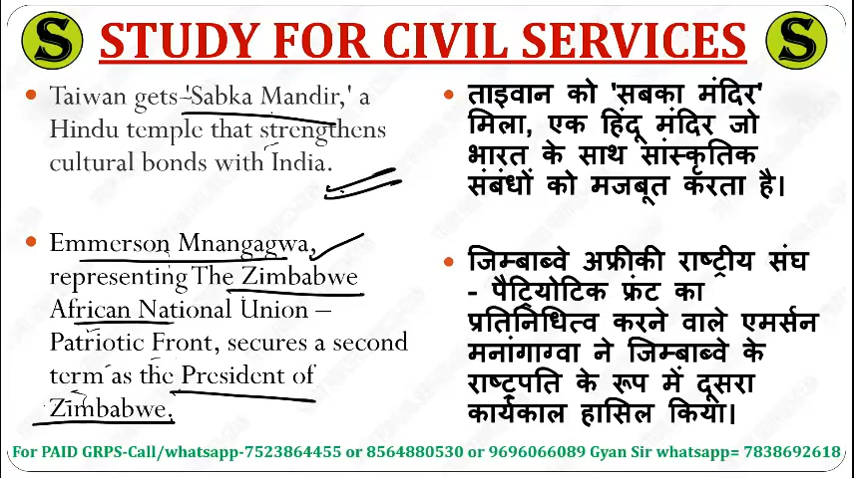 S STUDY FOR CIVIL SERVICES S
• Taiwan gets 'Sabka Mandir,' a
Hindu temple that strengthens
cultural bonds with India.
• Emmerson Mnangagwa,
representing The Zimbabwe
African National Union –
Patriotic Front, secures a second
term as the President of
Zimbabwe.
• ताइवान को 'सबका मंदिर'
मिला, एक हिंदू मंदिर जो
भारत के साथ सांस्कृतिक
संबंधों को मजबूत करता है।
• जिम्बाब्वे अफ्रीकी राष्ट्रीय संघ
- पैट्रियोटिक फ्रंट का
प्रतिनिधित्व करने वाले एमर्सन
मनांगाग्वा ने जिम्बाब्वे के
राष्ट्रपति के रूप में दूसरा
कार्यकाल हासिल किया।
For PAID GRPS-Call/whatsapp-7523864455 or 8564880530 or 9696066089 Gyan Sir whatsapp= 7838692618